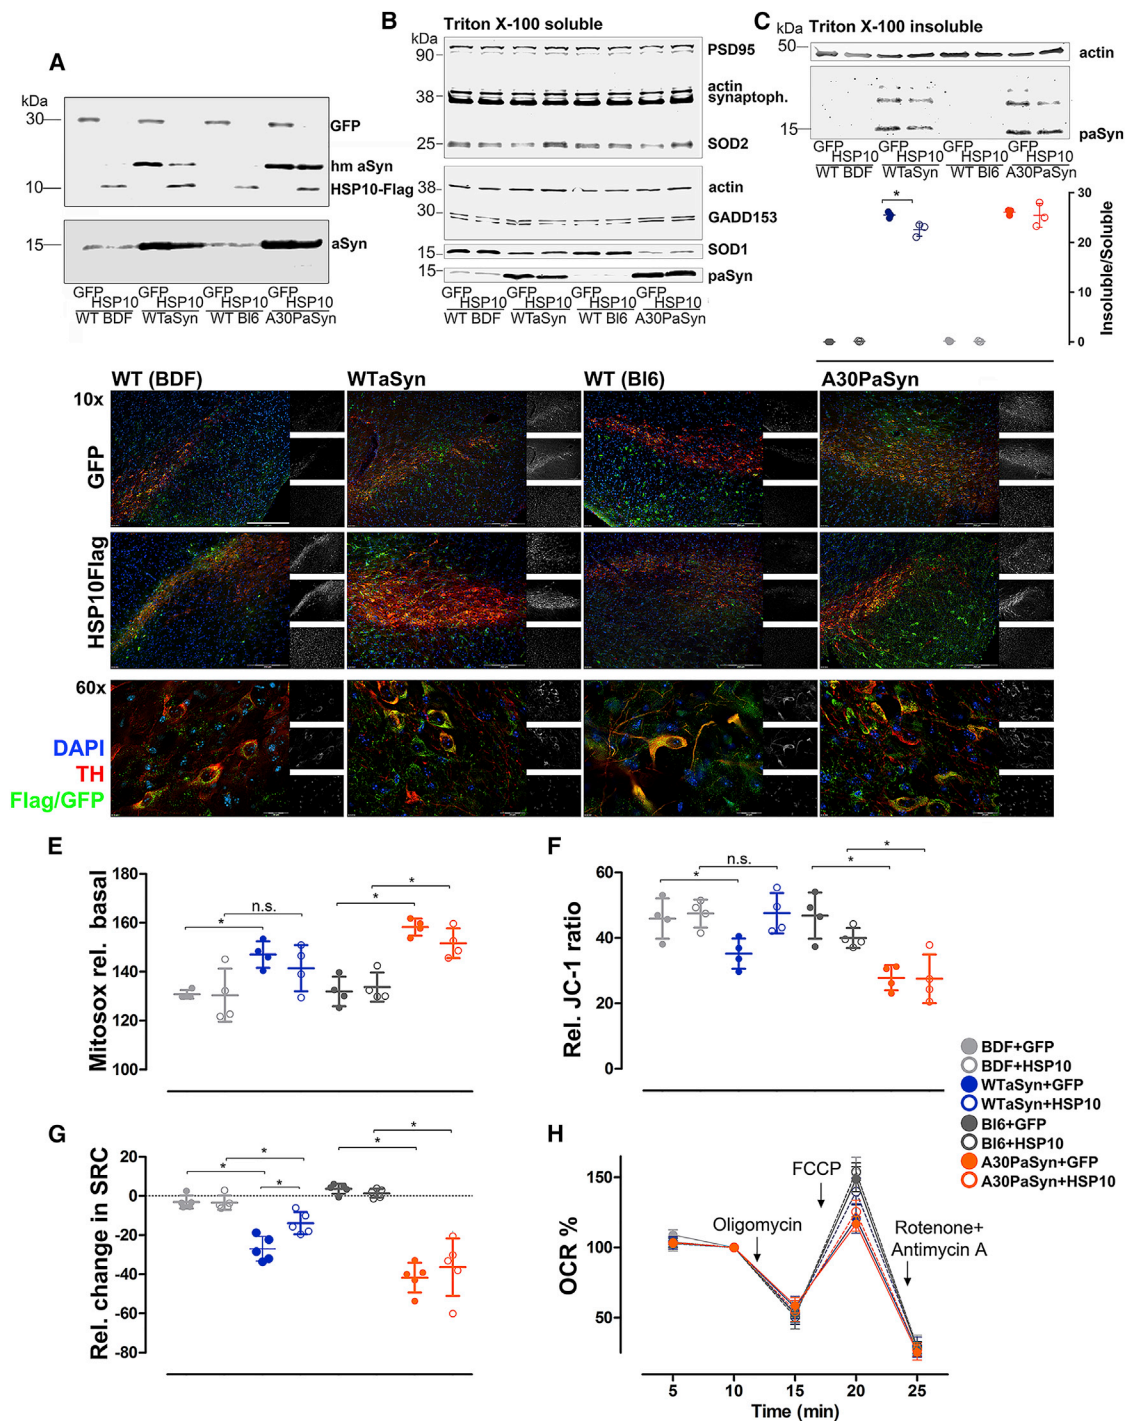 A
kDa
30
GFP
hm aSyn
10
HSP10-Flag
15
aSyn
GFP HSP10 GFP HSP10 GFP HSP10 GFP HSP10
WT BDF WTaSyn WT Bl6 A30PaSyn
B Triton X-100 soluble
kDa
90
PSD95
actin
38
synaptoph.
25
SOD2
38
actin
30
GADD153
15
SOD1
15
paSyn
GFP HSP10 GFP HSP10 GFP HSP10 GFP HSP10
WT BDF WTaSyn WT Bl6 A30PaSyn
C Triton X-100 insoluble
kDa
50
actin
15
paSyn
GFP HSP10 GFP HSP10 GFP HSP10 GFP HSP10
WT BDF WTaSyn WT Bl6 A30PaSyn
*
30
20
10
0
Insoluble/Soluble
WT (BDF) WTaSyn WT (Bl6) A30PaSyn
10x
GFP
HSP10Flag
60x
DAPI
TH
Flag/GFP
E
Mitosox rel. basal
180
160
140
120
100
* n.s. * *
F
Rel. JC-1 ratio
60
40
20
0
* n.s. * *
BDF+GFP
BDF+HSP10
WTaSyn+GFP
WTaSyn+HSP10
Bl6+GFP
Bl6+HSP10
A30PaSyn+GFP
A30PaSyn+HSP10
G
Rel. change in SRC
20
0
-20
-40
-60
-80
* * * * *
H
OCR %
150
100
50
Oligomycin
FCCP
Rotenone+
Antimycin A
5 10 15 20 25
Time (min)